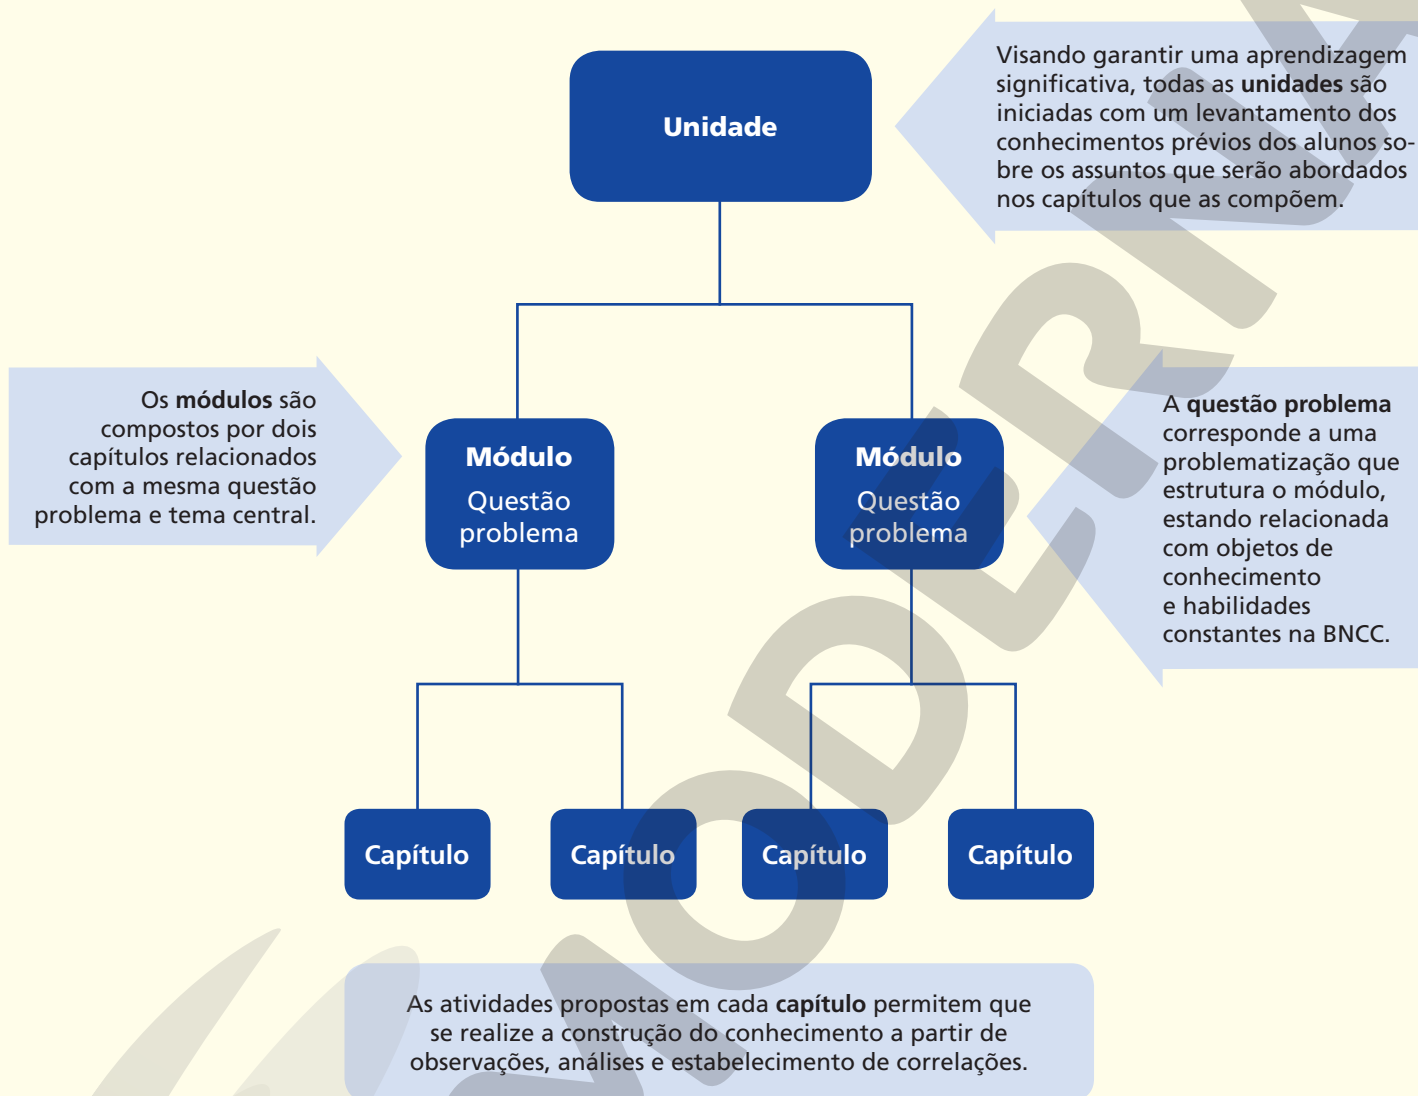 Unidade
Visando garantir uma aprendizagem
significativa, todas as unidades são
iniciadas com um levantamento dos
conhecimentos prévios dos alunos so-
bre os assuntos que serão abordados
nos capítulos que as compõem.
Os módulos são
compostos por dois
capítulos relacionados
com a mesma questão
problema e tema central.
Módulo
Questão
problema
Módulo
Questão
problema
A questão problema
corresponde a uma
problematização que
estrutura o módulo,
estando relacionada
com objetos de
conhecimento
e habilidades
constantes na BNCC.
Capítulo
Capítulo
Capítulo
Capítulo
As atividades propostas em cada capítulo permitem que
se realize a construção do conhecimento a partir de
observações, análises e estabelecimento de correlações.
MODERNA